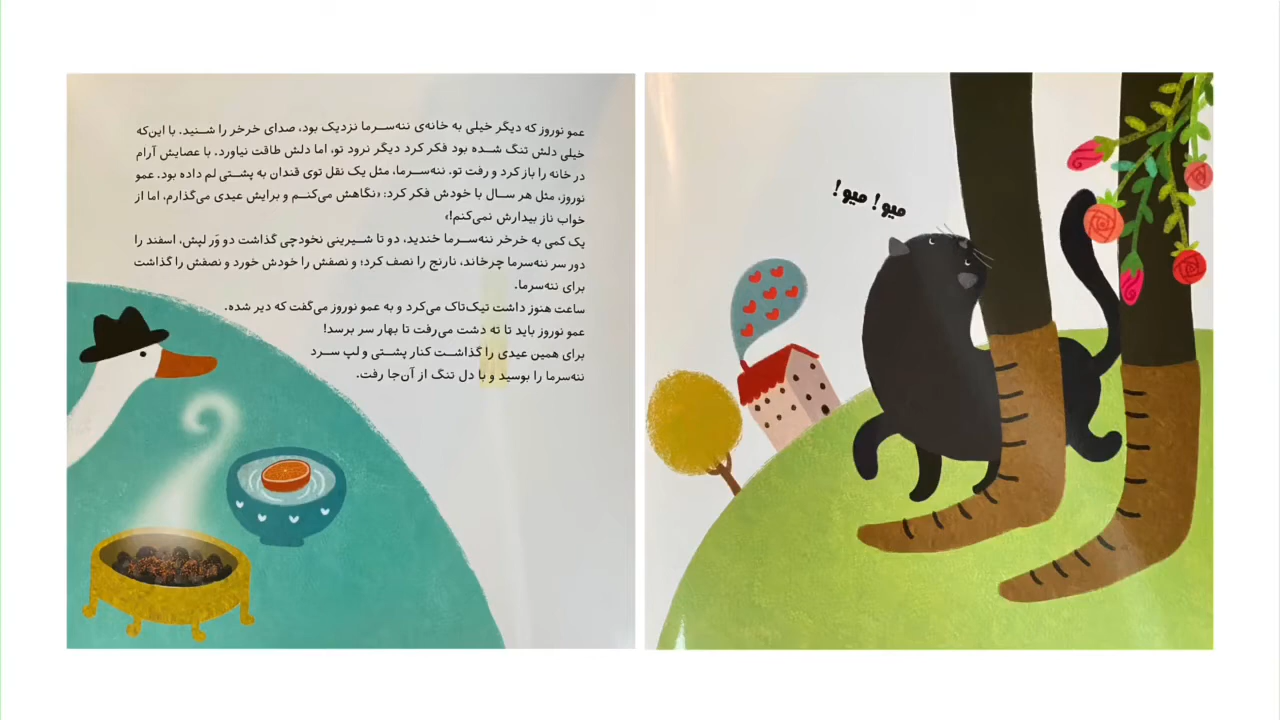 عمو نوروز که دیگر خیلی به خانه‌ی ننه‌سرما نزدیک بود، صدای خرخر را شنید. با این‌که
خیلی دلش تنگ شده بود فکر کرد دیگر نرود تو، اما دلش طاقت نیاورد. با عصایش آرام
در خانه را باز کرد و رفت تو. ننه‌سرما، مثل یک نقل توی قندان به پشتی لم داده بود. عمو
نوروز، مثل هر سال با خودش فکر کرد: «نگاهش می‌کنم و برایش عیدی می‌گذارم، اما از
خواب ناز بیدارش نمی‌کنم!»
یک کمی به خرخر ننه‌سرما خندید، دو تا شیرینی نخودچی گذاشت دو وَر لپش، اسفند را
دور سر ننه‌سرما چرخاند، نارنج را نصف کرد؛ و نصفش را خودش خورد و نصفش را گذاشت
برای ننه‌سرما.
ساعت هنوز داشت تیک‌تاک می‌کرد و به عمو نوروز می‌گفت که دیر شده.
عمو نوروز باید تا ته دشت می‌رفت تا بهار سر برسد!
برای همین عیدی را گذاشت کنار پشتی و لپ سرد
ننه‌سرما را بوسید و با دل تنگ از آن‌جا رفت.
میو! میو!